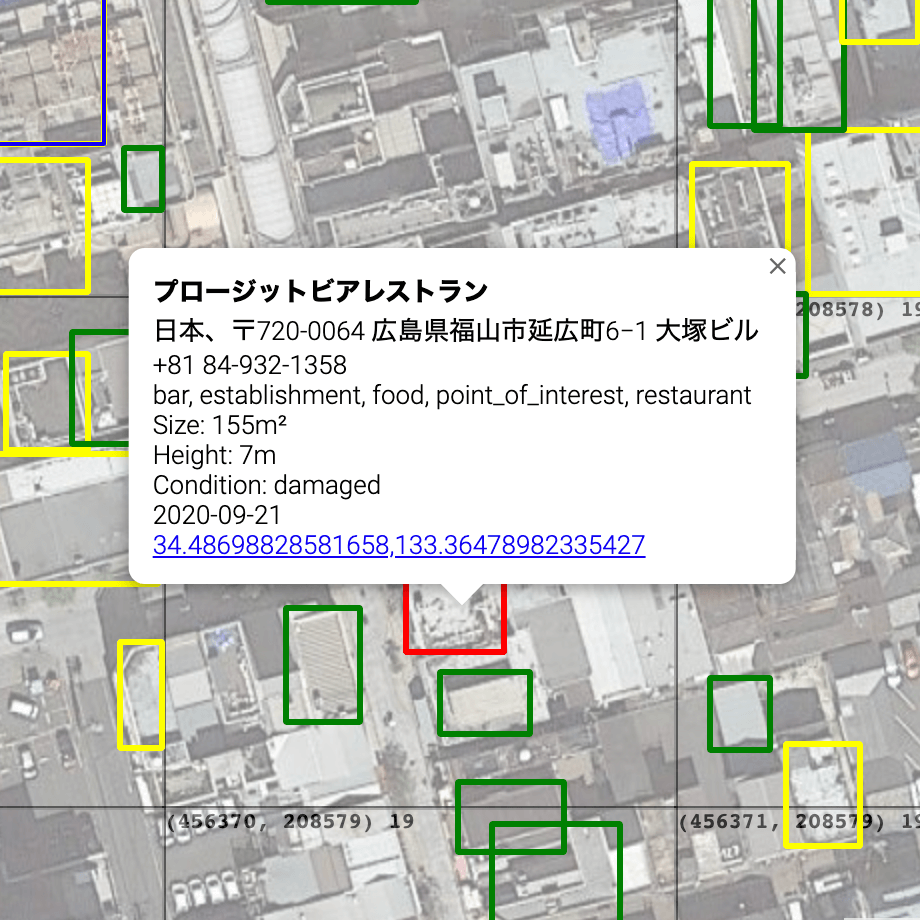 プロージットビアレストラン
日本、〒720-0064 広島県福山市延広町6−1 大塚ビル
+81 84-932-1358
bar, establishment, food, point_of_interest, restaurant
Size: 155m²
Height: 7m
Condition: damaged
2020-09-21
34.48698828581658,133.36478982335427
208578) 19
(456370, 208579) 19
(456371, 208579) 19